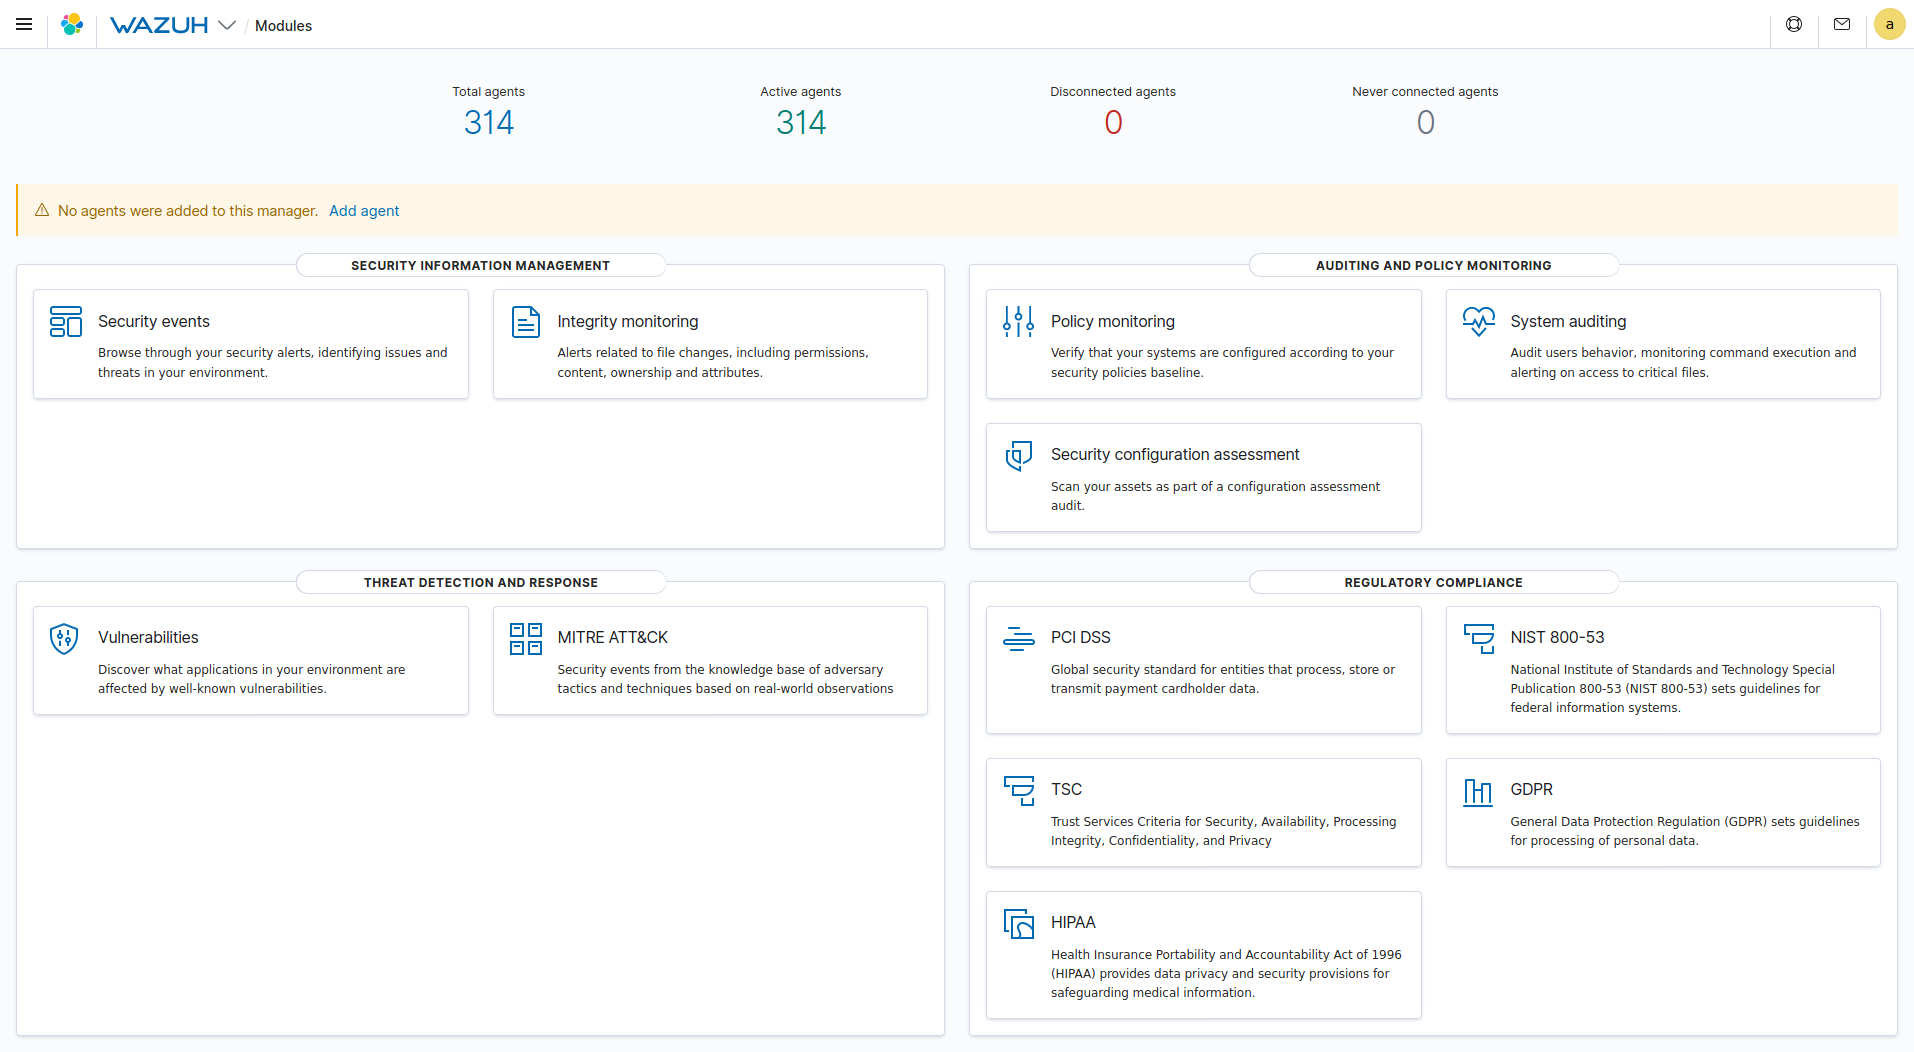 WAZUH / Modules a
Total agents
314
Active agents
314
Disconnected agents
0
Never connected agents
0
No agents were added to this manager. Add agent
SECURITY INFORMATION MANAGEMENT
Security events
Browse through your security alerts, identifying issues and
threats in your environment.
Integrity monitoring
Alerts related to file changes, including permissions,
content, ownership and attributes.
AUDITING AND POLICY MONITORING
Policy monitoring
Verify that your systems are configured according to your
security policies baseline.
System auditing
Audit users behavior, monitoring command execution and
alerting on access to critical files.
Security configuration assessment
Scan your assets as part of a configuration assessment
audit.
THREAT DETECTION AND RESPONSE
Vulnerabilities
Discover what applications in your environment are
affected by well-known vulnerabilities.
MITRE ATT&CK
Security events from the knowledge base of adversary
tactics and techniques based on real-world observations
REGULATORY COMPLIANCE
PCI DSS
Global security standard for entities that process, store or
transmit payment cardholder data.
NIST 800-53
National Institute of Standards and Technology Special
Publication 800-53 (NIST 800-53) sets guidelines for
federal information systems.
TSC
Trust Services Criteria for Security, Availability, Processing
Integrity, Confidentiality, and Privacy
GDPR
General Data Protection Regulation (GDPR) sets guidelines
for processing of personal data.
HIPAA
Health Insurance Portability and Accountability Act of 1996
(HIPAA) provides data privacy and security provisions for
safeguarding medical information.